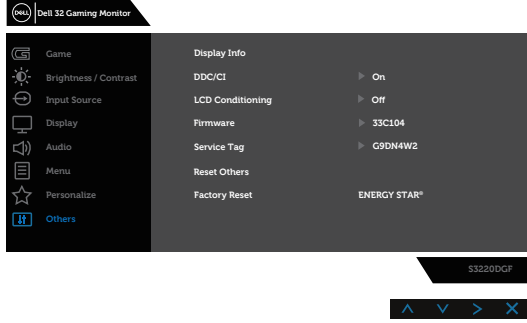 DELL Dell 32 Gaming Monitor
Game
Brightness / Contrast
Input Source
Display
Audio
Menu
Personalize
Others
Display Info
DDC/CI On
LCD Conditioning Off
Firmware 33C104
Service Tag G9DN4W2
Reset Others
Factory Reset ENERGY STAR®
S3220DGF